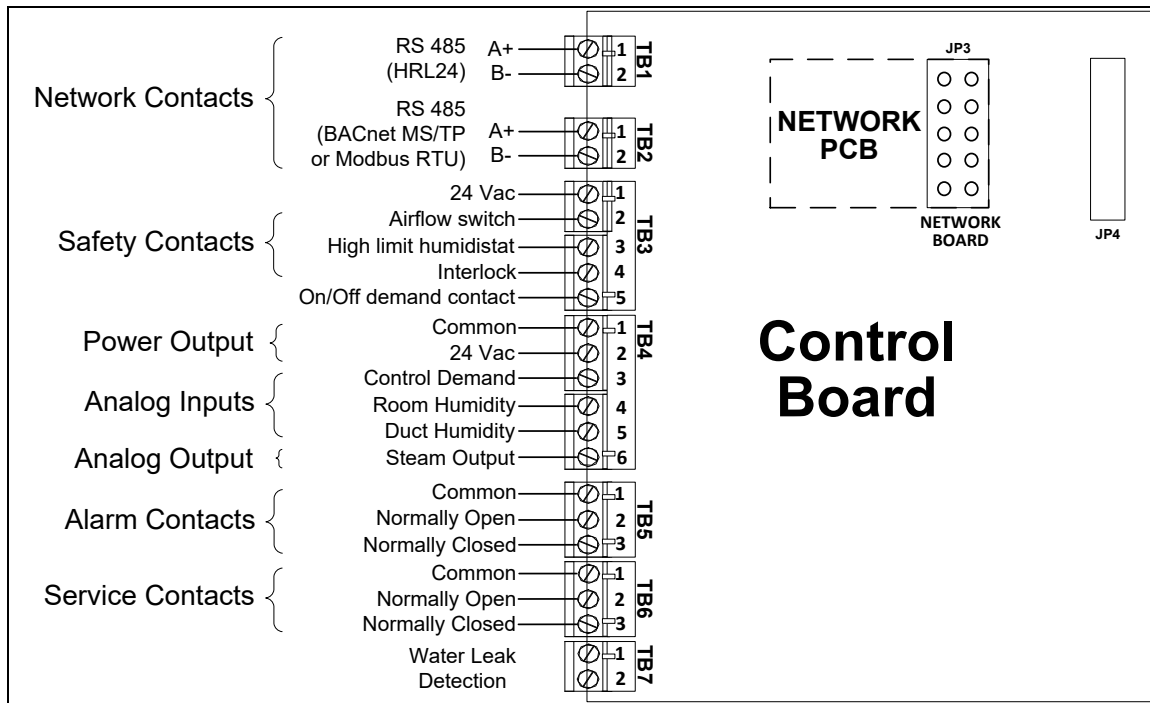 Network Contacts
RS 485
(HRL24)
A+
B-
1
2
TB1
RS 485
(BACnet MS/TP
or Modbus RTU)
A+
B-
1
2
TB2
Safety Contacts
24 Vac
Airflow switch
High limit humidistat
Interlock
On/Off demand contact
1
2
3
4
5
TB3
Power Output
Analog Inputs
Analog Output
Common
24 Vac
Control Demand
Room Humidity
Duct Humidity
Steam Output
1
2
3
4
5
6
TB4
Alarm Contacts
Common
Normally Open
Normally Closed
1
2
3
TB5
Service Contacts
Common
Normally Open
Normally Closed
1
2
3
TB6
Water Leak
Detection
1
2
TB7
JP3
NETWORK
PCB
NETWORK
BOARD
JP4
Control
Board